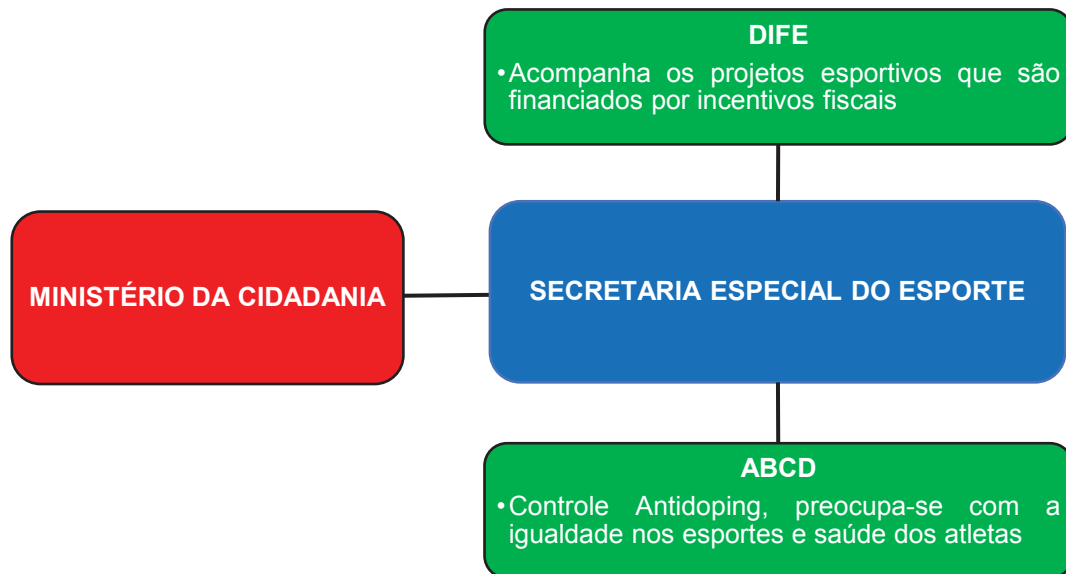 DIFE
•Acompanha os projetos esportivos que são
financiados por incentivos fiscais
MINISTÉRIO DA CIDADANIA
SECRETARIA ESPECIAL DO ESPORTE
ABCD
•Controle Antidoping, preocupa-se com a
igualdade nos esportes e saúde dos atletas